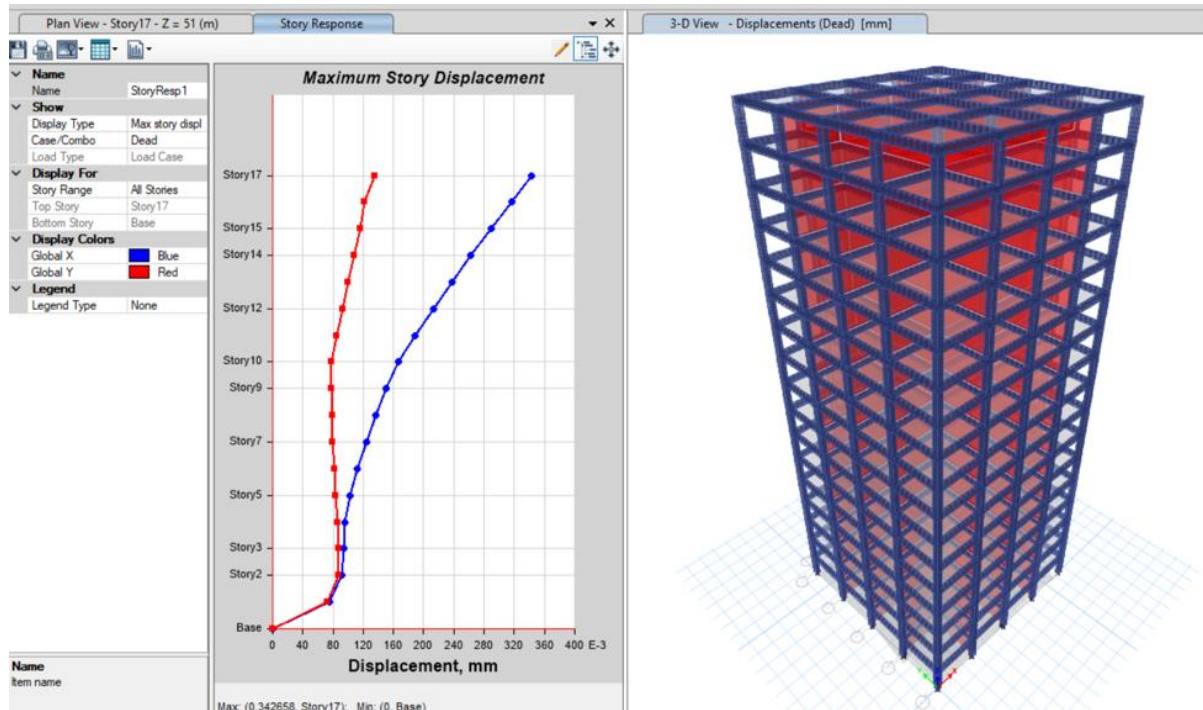 Plan View - Story17 - Z = 51 (m)
Story Response
3-D View - Displacements (Dead) [mm]
Name
Name StoryResp1
Show
Display Type Max story displ
Case/Combo Dead
Load Type Load Case
Display For
Story Range All Stories
Top Story Story17
Bottom Story Base
Display Colors
Global X Blue
Global Y Red
Legend
Legend Type None
Name
Item name
Maximum Story Displacement
Story17
Story15
Story14
Story12
Story10
Story9
Story7
Story5
Story3
Story2
Base
0 40 80 120 160 200 240 280 320 360 400 E-3
Displacement, mm
Max: (0.342658, Story17); Min: (0, Base)